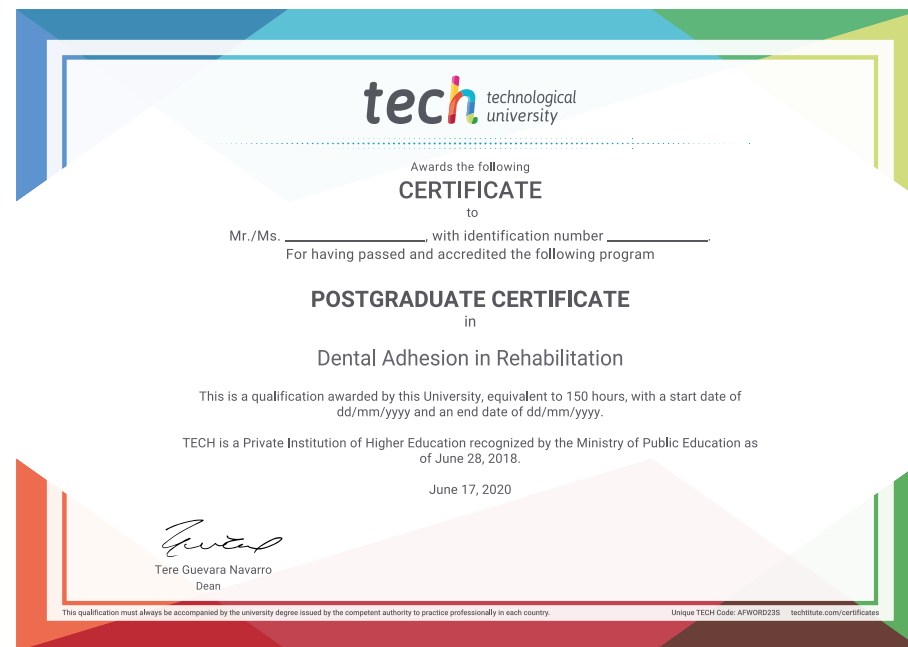 tech technological
university
Awards the following
CERTIFICATE
to
Mr./Ms. ____________________, with identification number ______________.
For having passed and accredited the following program
POSTGRADUATE CERTIFICATE
in
Dental Adhesion in Rehabilitation
This is a qualification awarded by this University, equivalent to 150 hours, with a start date of
dd/mm/yyyy and an end date of dd/mm/yyyy.
TECH is a Private Institution of Higher Education recognized by the Ministry of Public Education as
of June 28, 2018.
June 17, 2020
Tere Guevara Navarro
Dean
This qualification must always be accompanied by the university degree issued by the competent authority to practice professionally in each country. Unique TECH Code: AFWORD23S techtitute.com/certificates